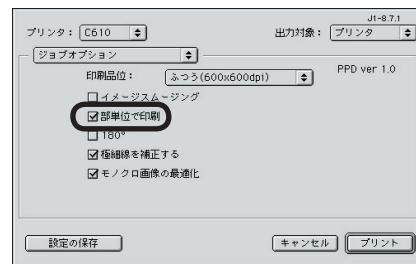 J1-8.7.1
プリンタ： C610 出力対象： プリンタ
ジョブオプション
印刷品位： ふつう(600x600dpi) PPD ver 1.0
イメージスムージング
部単位で印刷
180°
極細線を補正する
モノクロ画像の最適化
設定の保存 キャンセル プリント